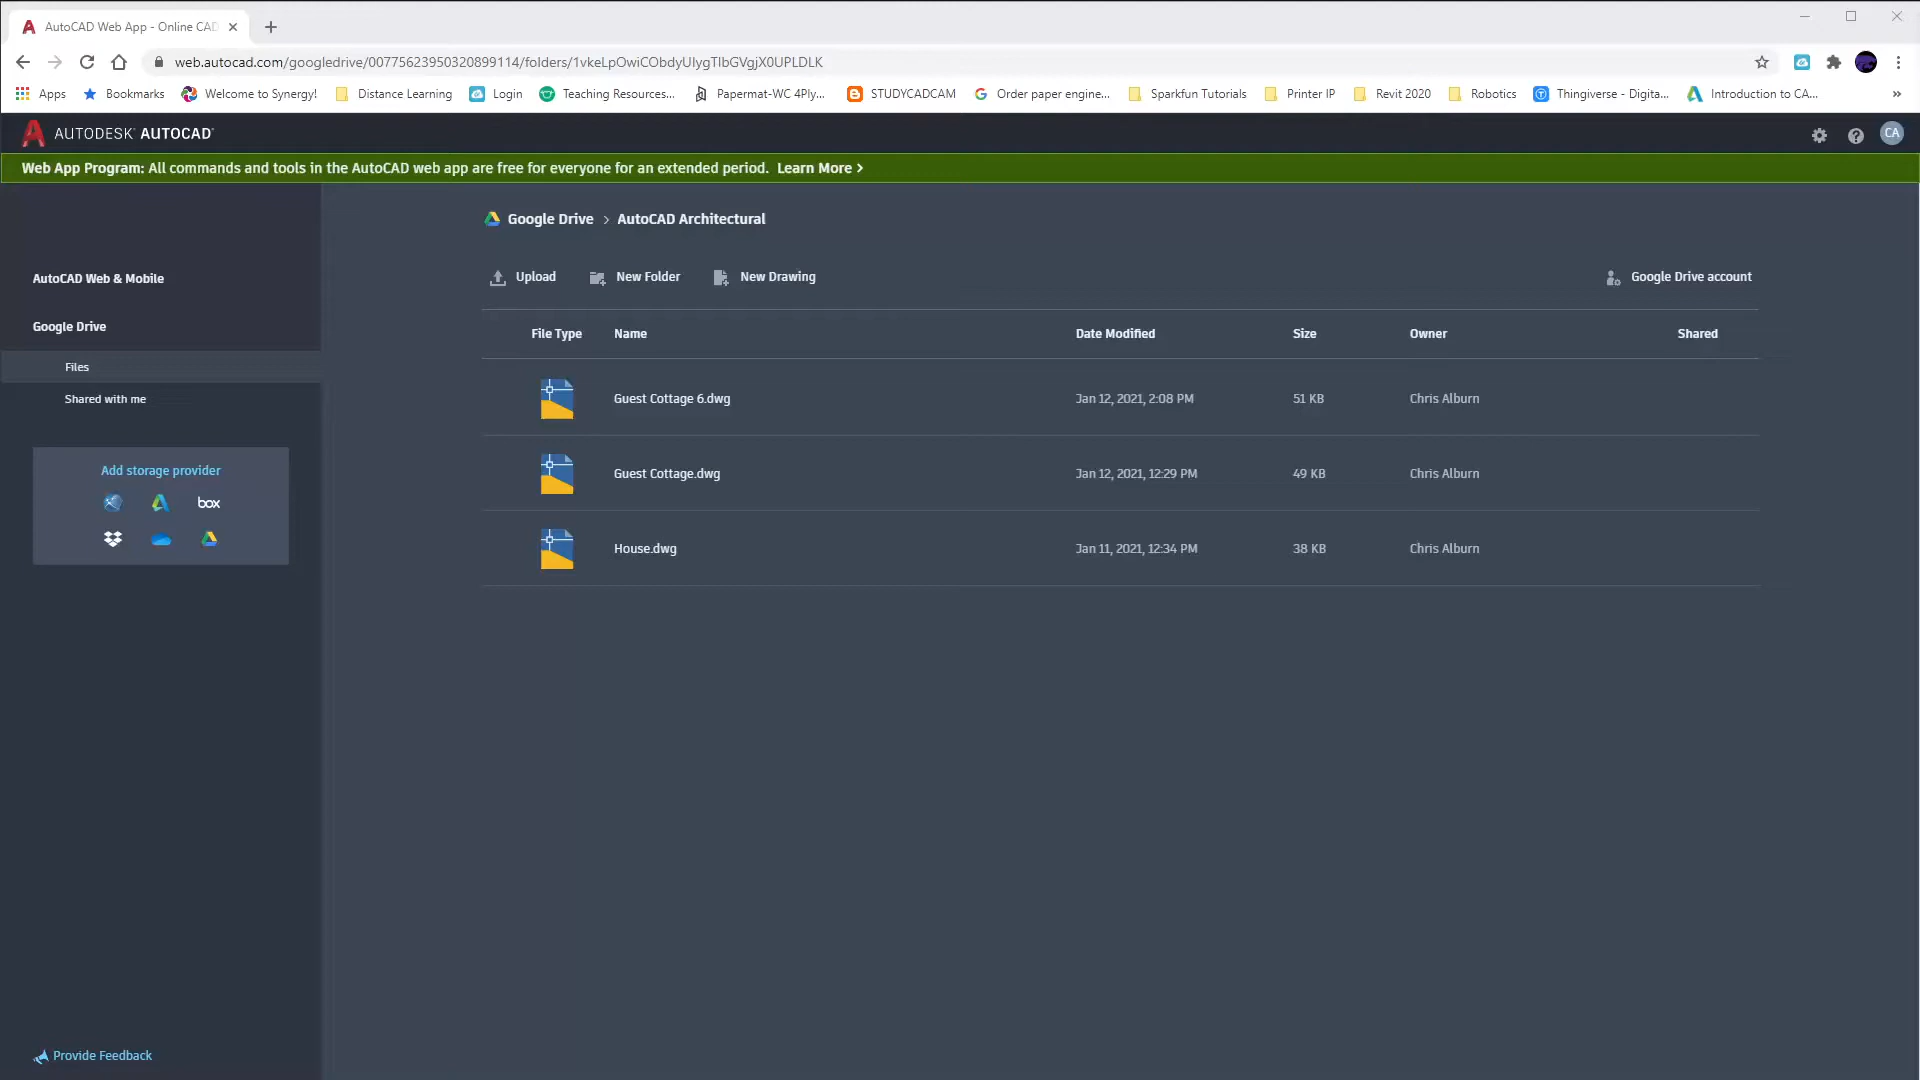 AutoCAD Web App - Online CAD
web.autocad.com/googledrive/00775623950320899114/folders/1vkeLpOwiCObdyUIygTIbGVgjX0UPLDLK
Apps Bookmarks Welcome to Synergy! Distance Learning Login Teaching Resources... Papermat-WC 4Ply... STUDYCADCAM Order paper engine... Sparkfun Tutorials Printer IP Revit 2020 Robotics Thingiverse - Digita... Introduction to CA... »
AUTODESK® AUTOCAD® CA
Web App Program: All commands and tools in the AutoCAD web app are free for everyone for an extended period. Learn More >
Google Drive > AutoCAD Architectural
AutoCAD Web & Mobile
Google Drive
Files
Shared with me
Add storage provider
box
Upload New Folder New Drawing Google Drive account
File Type Name Date Modified Size Owner Shared
Guest Cottage 6.dwg Jan 12, 2021, 2:08 PM 51 KB Chris Alburn
Guest Cottage.dwg Jan 12, 2021, 12:29 PM 49 KB Chris Alburn
House.dwg Jan 11, 2021, 12:34 PM 38 KB Chris Alburn
Provide Feedback